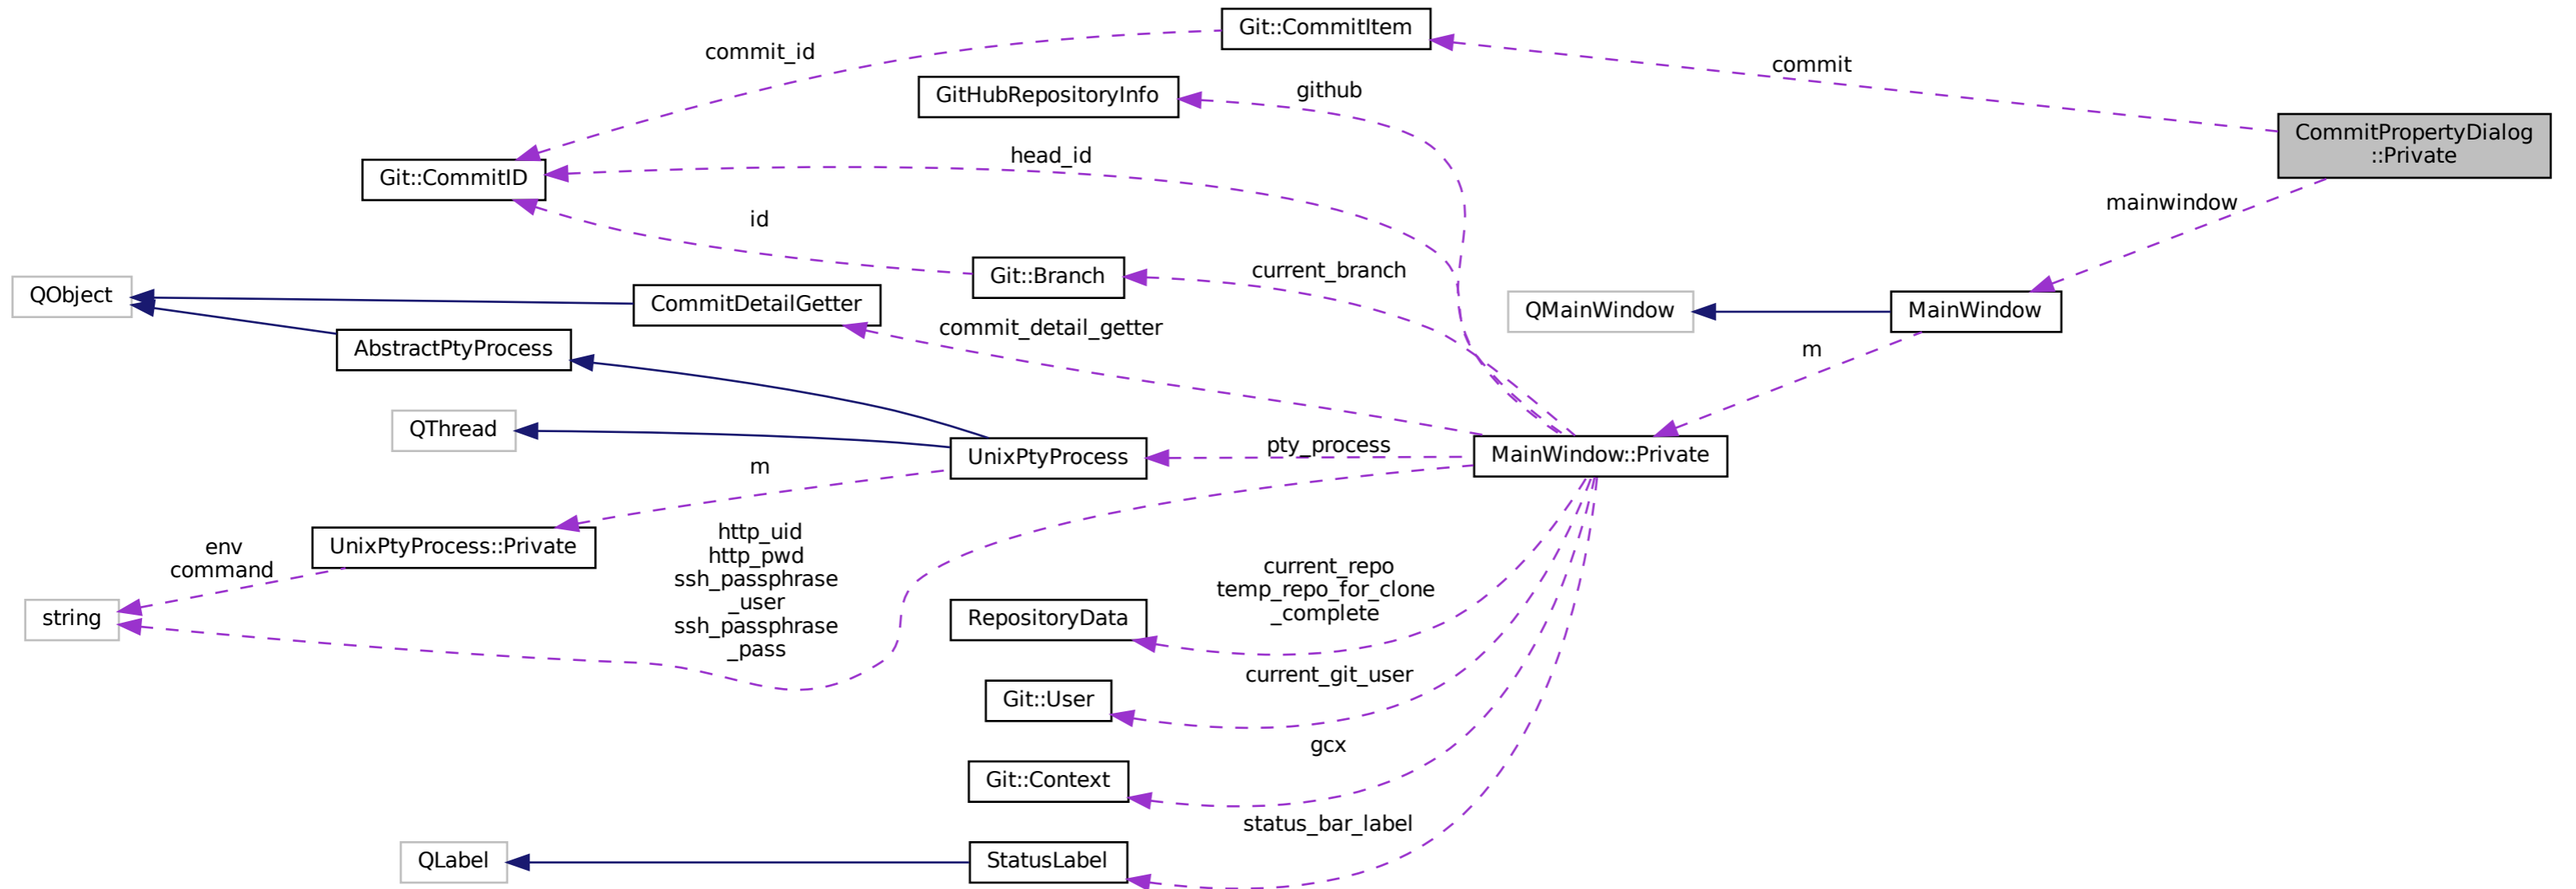 Git::CommitItem
commit_id
commit
GitHubRepositoryInfo
github
CommitPropertyDialog
::Private
head_id
Git::CommitID
mainwindow
id
current_branch
Git::Branch
QObject
CommitDetailGetter
QMainWindow
MainWindow
commit_detail_getter
AbstractPtyProcess
m
QThread
pty_process
UnixPtyProcess
MainWindow::Private
m
http_uid
http_pwd
ssh_passphrase
_user
ssh_passphrase
_pass
env
command
UnixPtyProcess::Private
current_repo
temp_repo_for_clone
_complete
string
RepositoryData
current_git_user
Git::User
gcx
Git::Context
status_bar_label
QLabel
StatusLabel